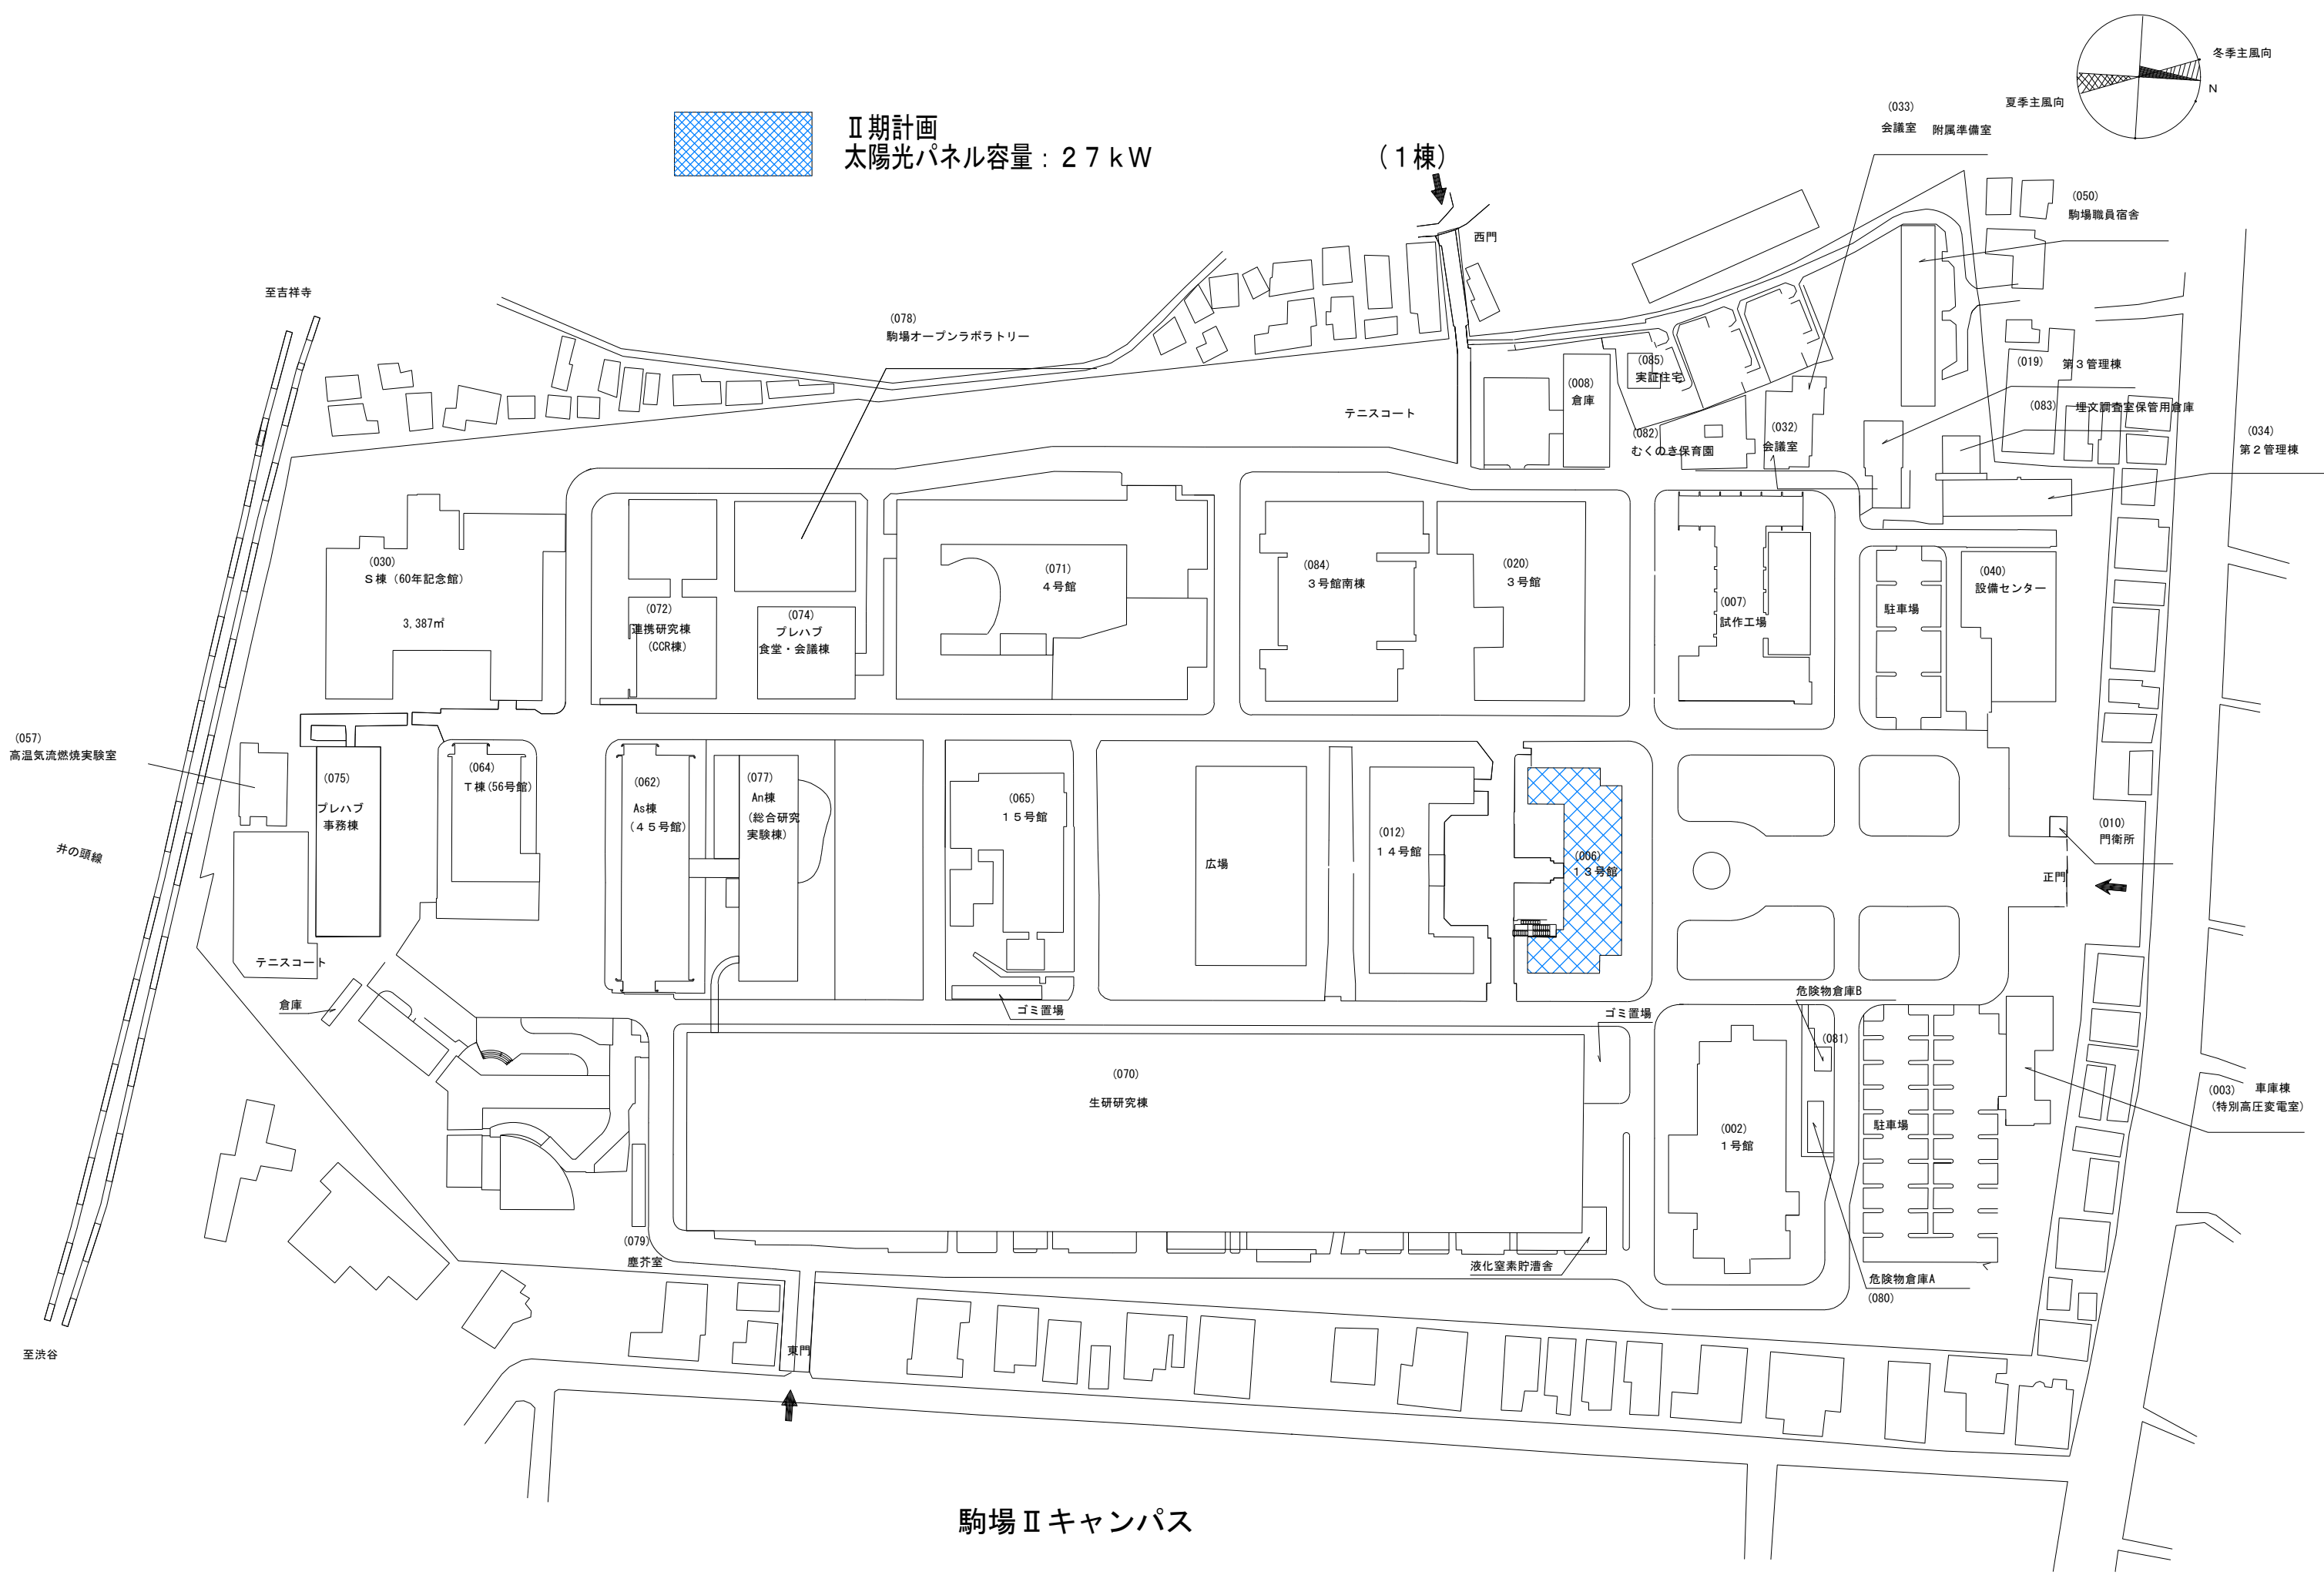 冬季主風向
N
夏季主風向
Ⅱ期計画
太陽光パネル容量：２７ｋＷ
（１棟）
(033)
会議室
附属準備室
(050)
駒場職員宿舎
西門
至吉祥寺
(078)
駒場オープンラボラトリー
(085)
実証住宅
(008)
倉庫
テニスコート
(019)
第３管理棟
(083)
埋文調査室保管用倉庫
(034)
第２管理棟
(082)
むくのき保育園
(032)
会議室
(030)
Ｓ棟（60年記念館）
3,387㎡
(072)
連携研究棟
（CCR棟）
(074)
プレハブ
食堂・会議棟
(071)
４号館
(084)
３号館南棟
(020)
３号館
(007)
試作工場
駐車場
(040)
設備センター
(057)
高温気流燃焼実験室
(075)
プレハブ
事務棟
(064)
Ｔ棟(56号館)
(062)
As棟
（４５号館）
(077)
An棟
（総合研究
実験棟）
(065)
１５号館
広場
(012)
１４号館
(006)
１３号館
(010)
門衛所
正門
井の頭線
テニスコート
倉庫
ゴミ置場
ゴミ置場
危険物倉庫B
(081)
(070)
生研研究棟
(002)
１号館
駐車場
(003)
車庫棟
（特別高圧変電室）
(079)
塵芥室
液化窒素貯漕舎
危険物倉庫A
(080)
至渋谷
東門
駒場Ⅱキャンパス